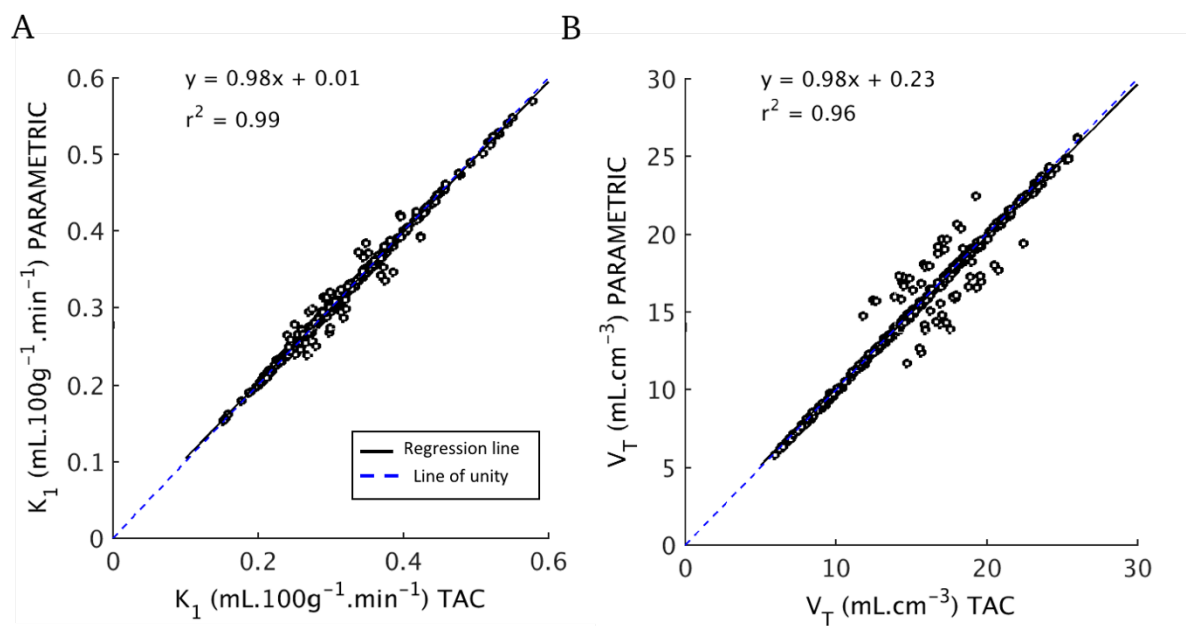 A
y = 0.98x + 0.01
r² = 0.99
0.6
0.5
0.4
0.3
0.2
0.1
0
K₁ (mL.100g⁻¹.min⁻¹) PARAMETRIC
Regression line
Line of unity
0
0.2
0.4
0.6
K₁ (mL.100g⁻¹.min⁻¹) TAC
B
y = 0.98x + 0.23
r² = 0.96
30
25
20
15
10
5
0
V_T (mL.cm⁻³) PARAMETRIC
0
10
20
30
V_T (mL.cm⁻³) TAC